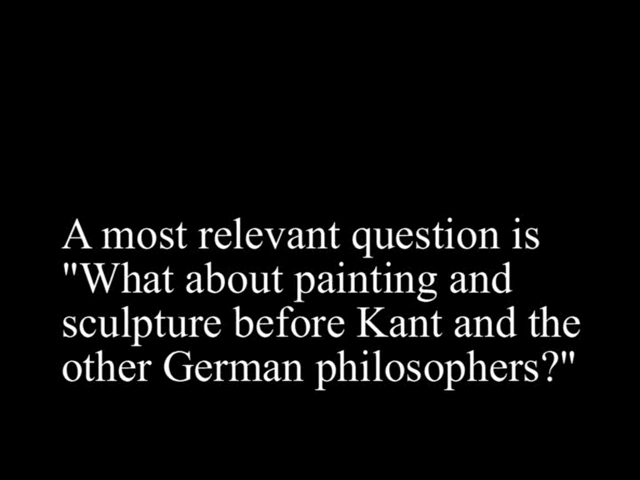 A most relevant question is
"What about painting and
sculpture before Kant and the
other German philosophers?"